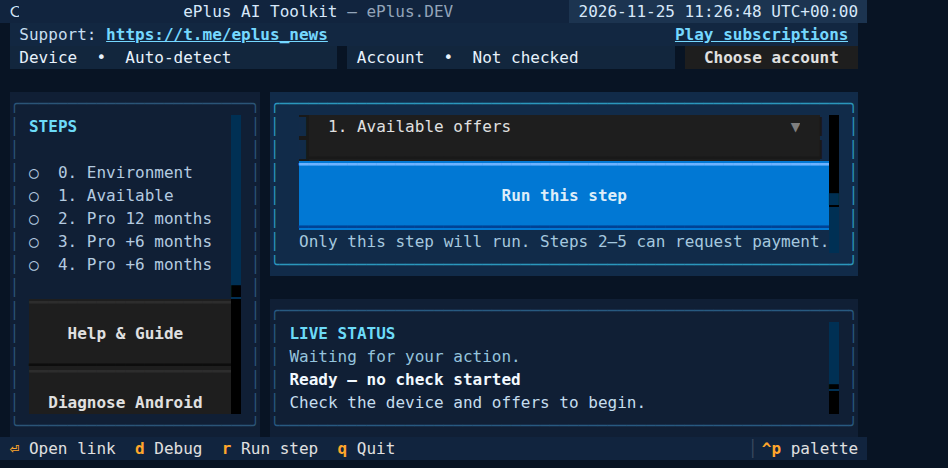 C ePlus AI Toolkit — ePlus.DEV 2026-11-25 11:26:48 UTC+00:00
Support: https://t.me/eplus_news Play subscriptions
Device • Auto-detect Account • Not checked Choose account
STEPS
○ 0. Environment
○ 1. Available
○ 2. Pro 12 months
○ 3. Pro +6 months
○ 4. Pro +6 months
Help & Guide
Diagnose Android
1. Available offers ▼
Run this step
Only this step will run. Steps 2–5 can request payment.
LIVE STATUS
Waiting for your action.
Ready — no check started
Check the device and offers to begin.
⏎ Open link d Debug r Run step q Quit ^p palette